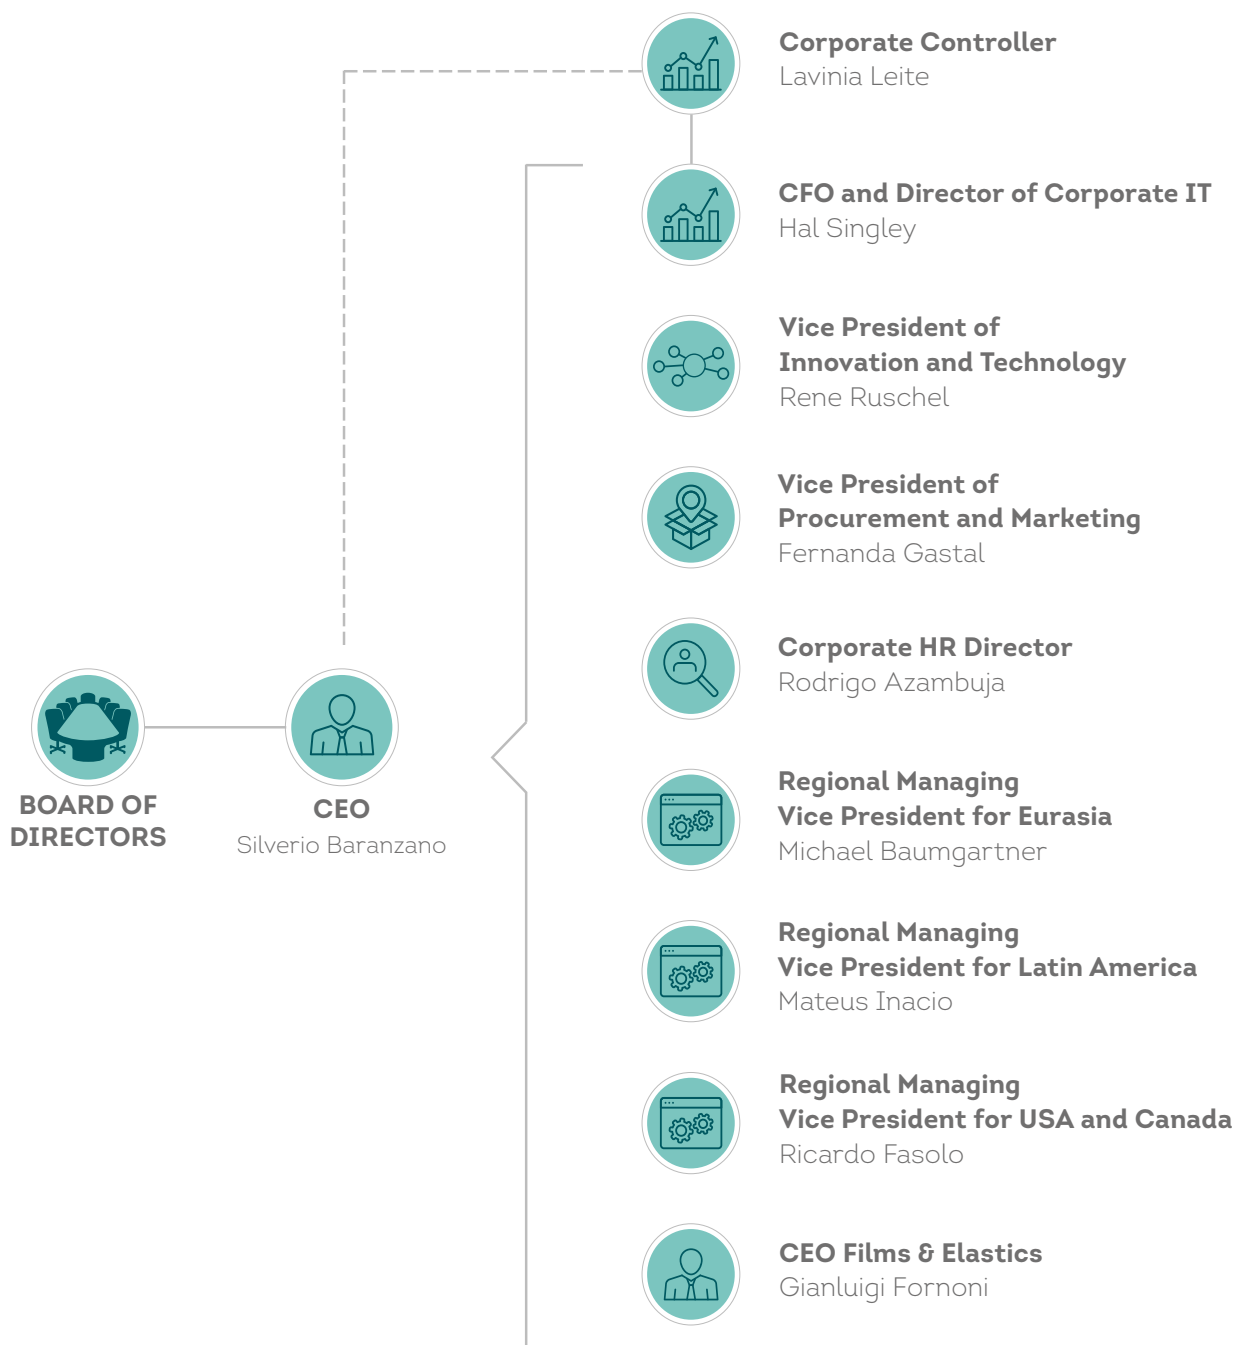 Corporate Controller
Lavinia Leite
CFO and Director of Corporate IT
Hal Singley
Vice President of
Innovation and Technology
Rene Ruschel
Vice President of
Procurement and Marketing
Fernanda Gastal
Corporate HR Director
Rodrigo Azambuja
BOARD OF
DIRECTORS
CEO
Silverio Baranzano
Regional Managing
Vice President for Eurasia
Michael Baumgartner
Regional Managing
Vice President for Latin America
Mateus Inacio
Regional Managing
Vice President for USA and Canada
Ricardo Fasolo
CEO Films & Elastics
Gianluigi Fornoni